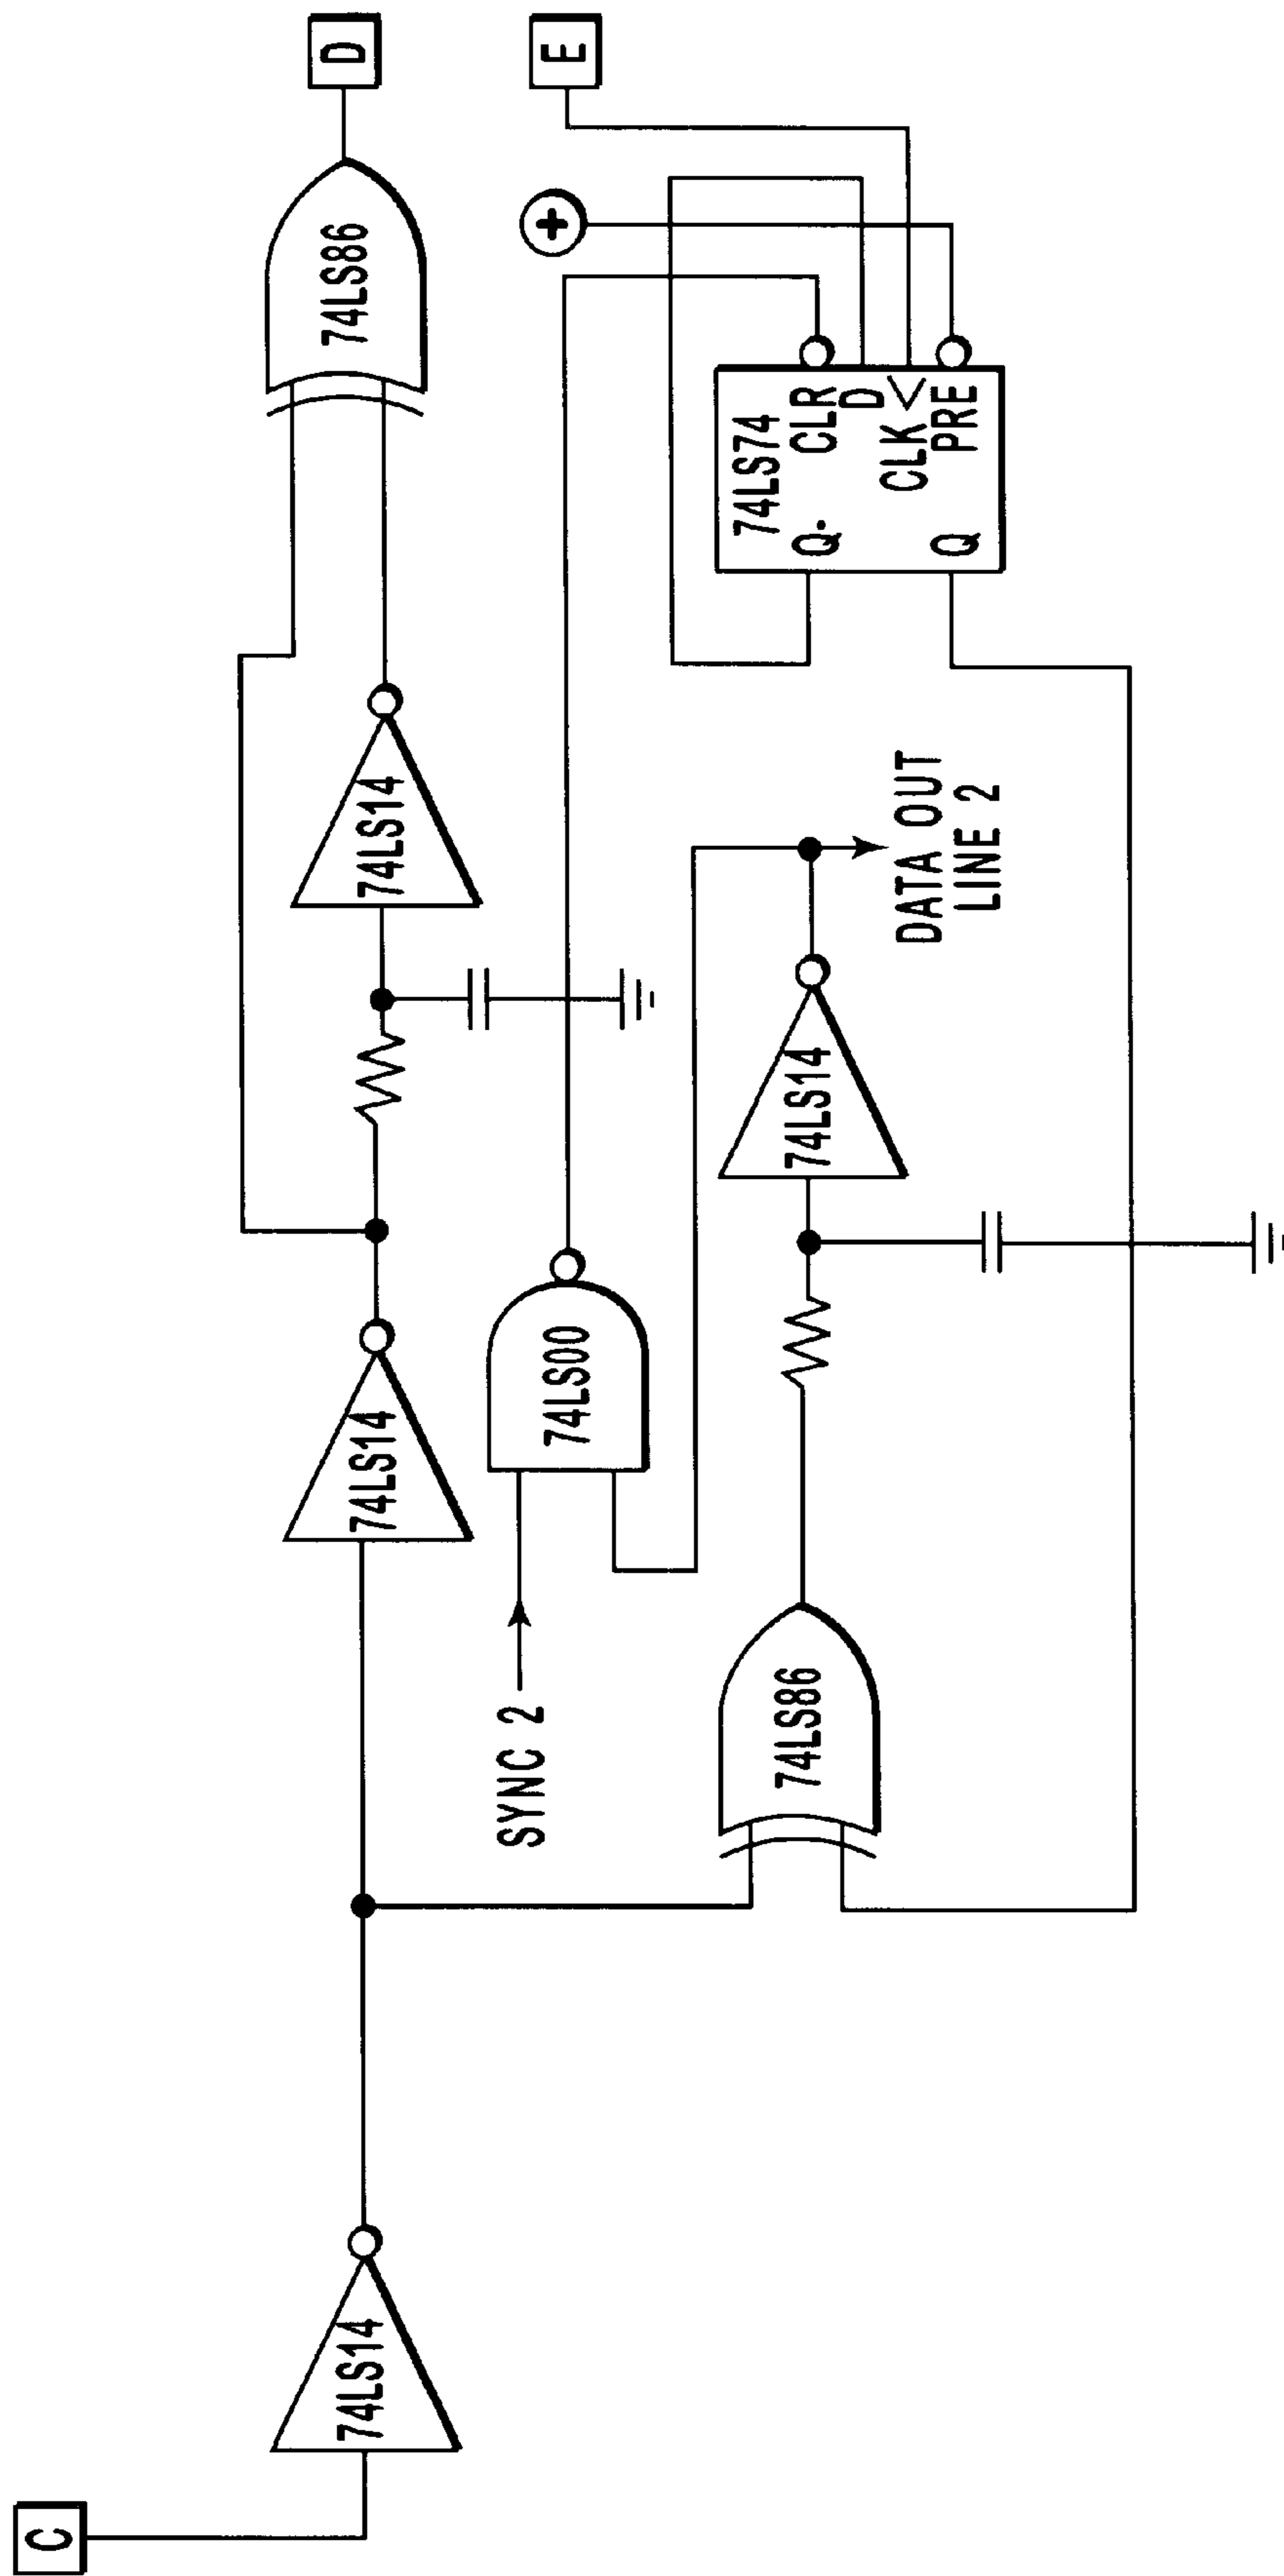 C
74LS14
74LS14
74LS14
74LS86
D
SYNC 2
74LS00
E
+
74LS86
74LS14
DATA OUT
LINE 2
74LS74
Q- CLR
D
CLK
Q PRE